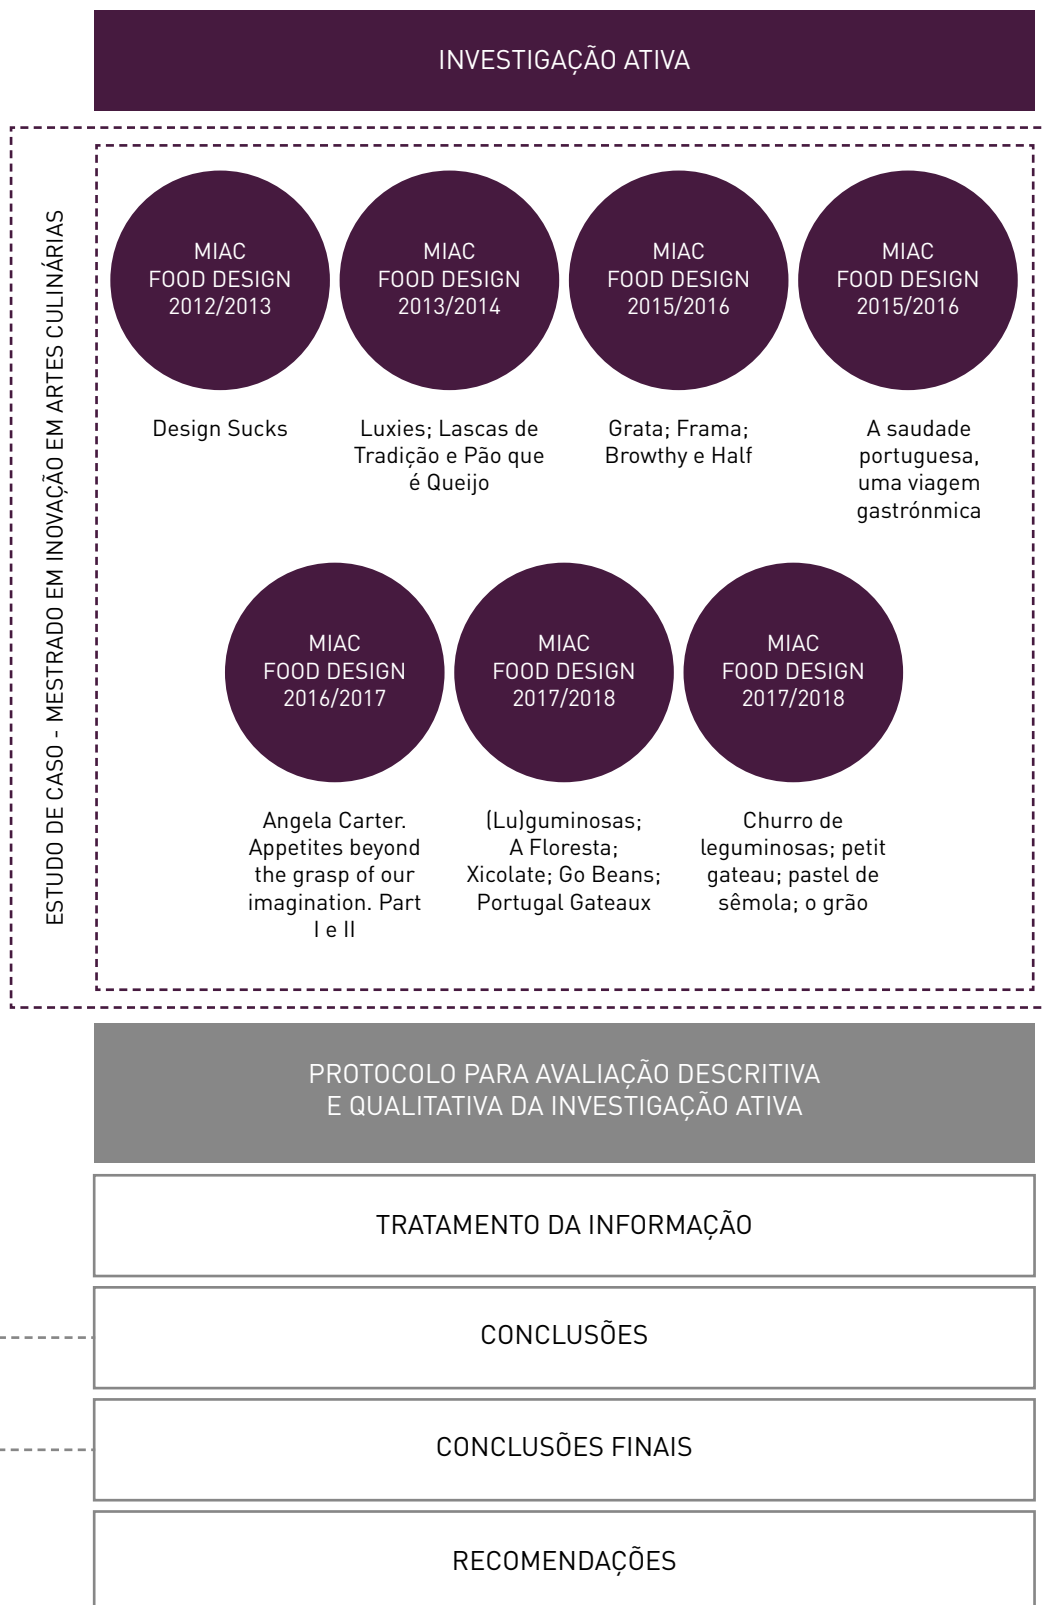 INVESTIGAÇÃO ATIVA
ESTUDO DE CASO - MESTRADO EM INOVAÇÃO EM ARTES CULINÁRIAS
MIAC
FOOD DESIGN
2012/2013
Design Sucks
MIAC
FOOD DESIGN
2013/2014
Luxies; Lascas de
Tradição e Pão que
é Queijo
MIAC
FOOD DESIGN
2015/2016
Grata; Frama;
Browthy e Half
MIAC
FOOD DESIGN
2015/2016
A saudade
portuguesa,
uma viagem
gastrónmica
MIAC
FOOD DESIGN
2016/2017
Angela Carter.
Appetites beyond
the grasp of our
imagination. Part
I e II
MIAC
FOOD DESIGN
2017/2018
(Lu)guminosas;
A Floresta;
Xicolate; Go Beans;
Portugal Gateaux
MIAC
FOOD DESIGN
2017/2018
Churro de
leguminosas; petit
gateau; pastel de
sêmola; o grão
PROTOCOLO PARA AVALIAÇÃO DESCRITIVA
E QUALITATIVA DA INVESTIGAÇÃO ATIVA
TRATAMENTO DA INFORMAÇÃO
CONCLUSÕES
CONCLUSÕES FINAIS
RECOMENDAÇÕES